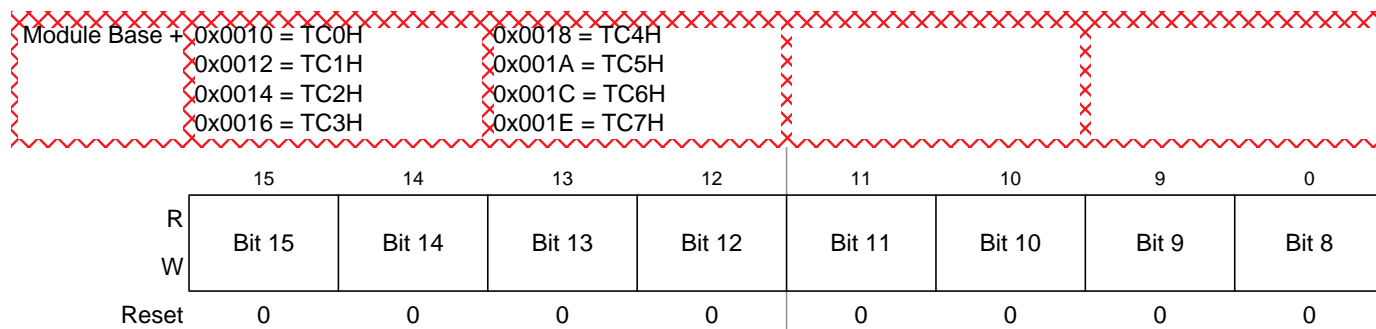 Module Base + 0x0010 = TC0H 0x0018 = TC4H
0x0012 = TC1H 0x001A = TC5H
0x0014 = TC2H 0x001C = TC6H
0x0016 = TC3H 0x001E = TC7H
15 14 13 12 11 10 9 0
R
Bit 15 Bit 14 Bit 13 Bit 12 Bit 11 Bit 10 Bit 9 Bit 8
W
Reset 0 0 0 0 0 0 0 0